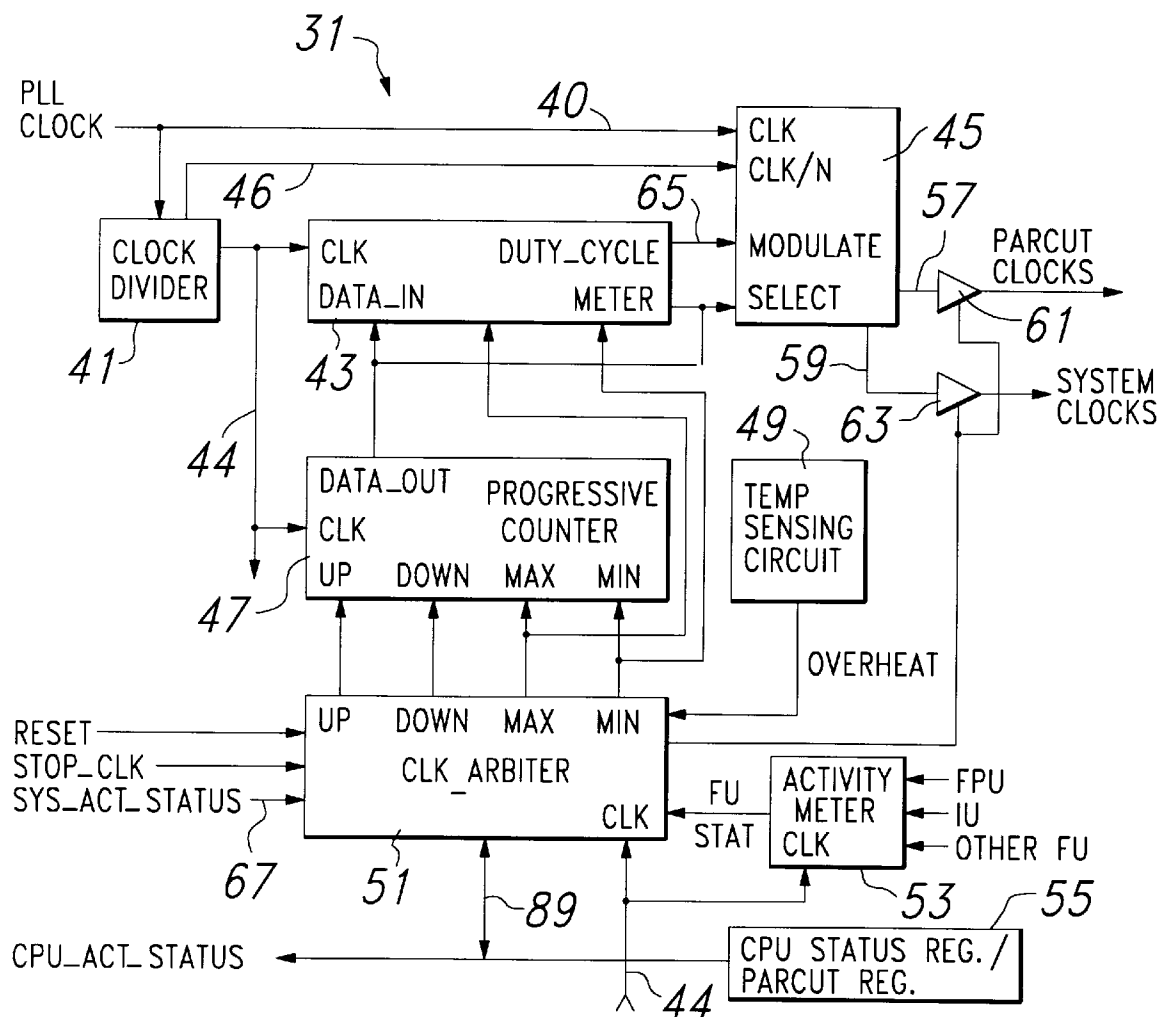 31
PLL
CLOCK
40
CLK
45
46
CLK/N
65
57
CLOCK
DIVIDER
CLK
DUTY_CYCLE
MODULATE
PARCUT
CLOCKS
DATA_IN
METER
SELECT
41
43
61
59
SYSTEM
CLOCKS
63
44
49
DATA_OUT
PROGRESSIVE
COUNTER
TEMP
SENSING
CIRCUIT
CLK
47
UP
DOWN
MAX
MIN
OVERHEAT
UP
DOWN
MAX
MIN
RESET
STOP_CLK
CLK_ARBITER
SYS_ACT_STATUS
ACTIVITY
METER
FPU
FU
STAT
IU
CLK
CLK
OTHER FU
67
51
53
55
89
CPU_ACT_STATUS
CPU STATUS REG./
PARCUT REG.
44